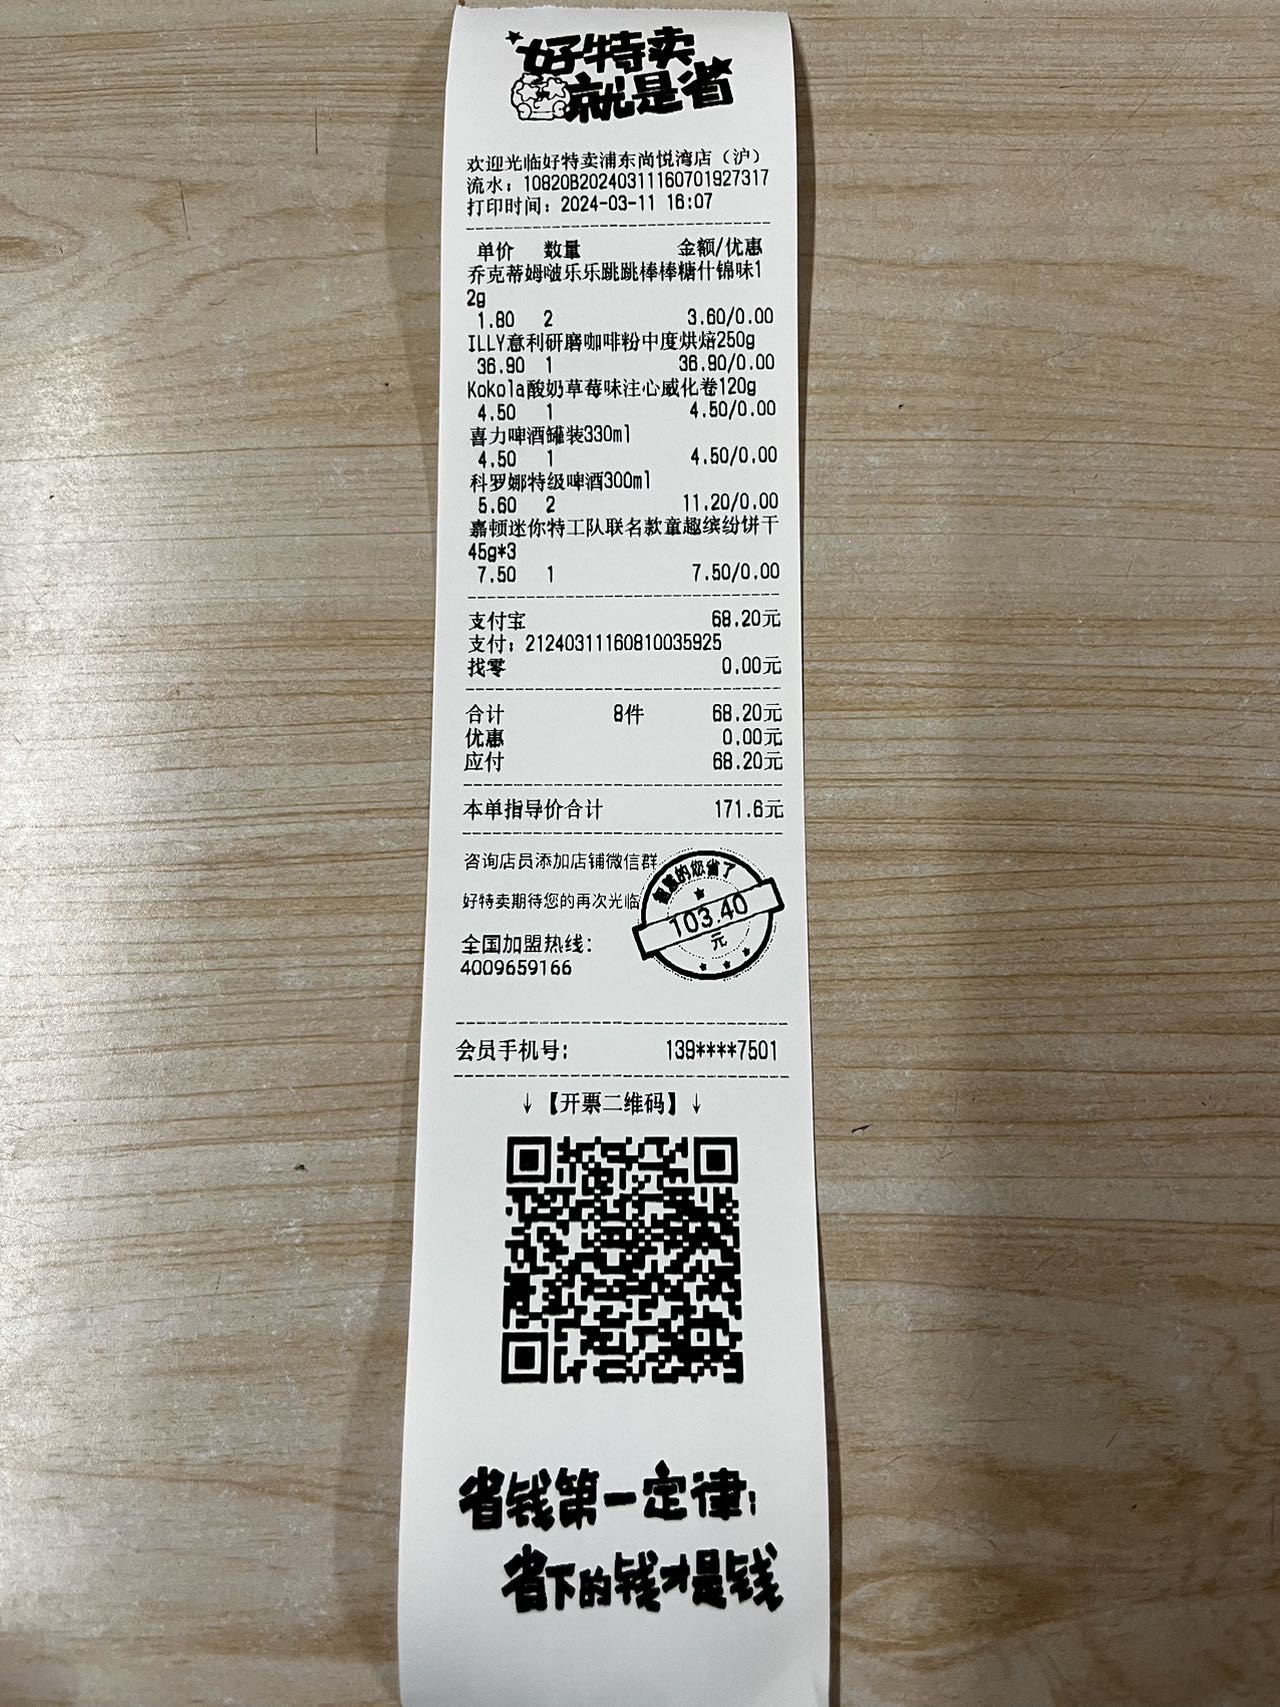 好特卖
就是省
欢迎光临好特卖浦东尚悦湾店（沪）
流水：10820B20240311160701927317
打印时间：2024-03-11 16:07
单价 数量 金额/优惠
乔克蒂姆啵乐乐跳跳棒棒糖什锦味1
2g
1.80 2 3.60/0.00
ILLY意利研磨咖啡粉中度烘焙250g
36.90 1 36.90/0.00
Kokola酸奶草莓味注心威化卷120g
4.50 1 4.50/0.00
喜力啤酒罐装330ml
4.50 1 4.50/0.00
科罗娜特级啤酒300ml
5.60 2 11.20/0.00
嘉顿迷你特工队联名款童趣缤纷饼干
45g*3
7.50 1 7.50/0.00
支付宝 68.20元
支付：21240311160810035925
找零 0.00元
合计 8件 68.20元
优惠 0.00元
应付 68.20元
本单指导价合计 171.6元
咨询店员添加店铺微信群
好特卖期待您的再次光临
智慧的您省了
103.40
元
全国加盟热线：
4009659166
会员手机号： 139****7501
↓【开票二维码】↓
省钱第一定律：
省下的钱才是钱